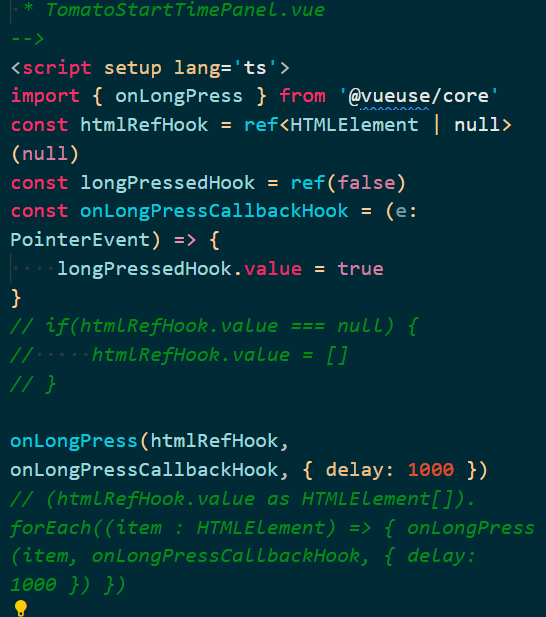 * TomatoStartTimePanel.vue
-->
<script setup lang='ts'>
import { onLongPress } from '@vueuse/core'
const htmlRefHook = ref<HTMLElement | null>
(null)
const longPressedHook = ref(false)
const onLongPressCallbackHook = (e:
PointerEvent) => {
····longPressedHook.value = true
}
// if(htmlRefHook.value === null) {
//·····htmlRefHook.value = []
// }
onLongPress(htmlRefHook,
onLongPressCallbackHook, { delay: 1000 })
// (htmlRefHook.value as HTMLElement[]).
forEach((item : HTMLElement) => { onLongPress
(item, onLongPressCallbackHook, { delay:
1000 }) })